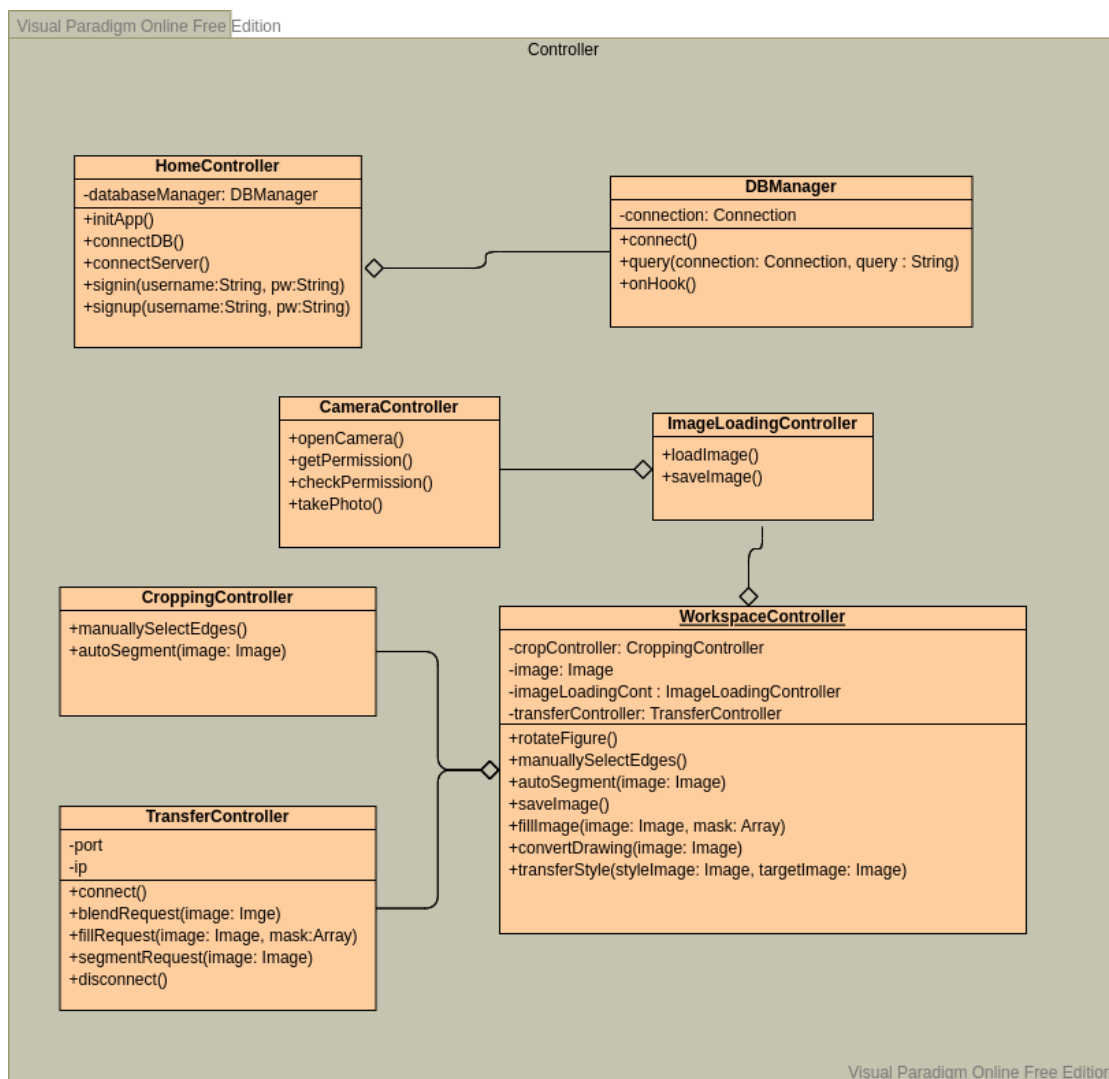 Visual Paradigm Online Free Edition
Controller
HomeController
-databaseManager: DBManager
+initApp()
+connectDB()
+connectServer()
+signin(username:String, pw:String)
+signup(username:String, pw:String)
DBManager
-connection: Connection
+connect()
+query(connection: Connection, query : String)
+onHook()
CameraController
+openCamera()
+getPermission()
+checkPermission()
+takePhoto()
ImageLoadingController
+loadImage()
+saveImage()
CroppingController
+manuallySelectEdges()
+autoSegment(image: Image)
WorkspaceController
-cropController: CroppingController
-image: Image
-imageLoadingCont : ImageLoadingController
-transferController: TransferController
+rotateFigure()
+manuallySelectEdges()
+autoSegment(image: Image)
+saveImage()
+fillImage(image: Image, mask: Array)
+convertDrawing(image: Image)
+transferStyle(styleImage: Image, targetImage: Image)
TransferController
-port
-ip
+connect()
+blendRequest(image: Imge)
+fillRequest(image: Image, mask:Array)
+segmentRequest(image: Image)
+disconnect()
Visual Paradigm Online Free Edition